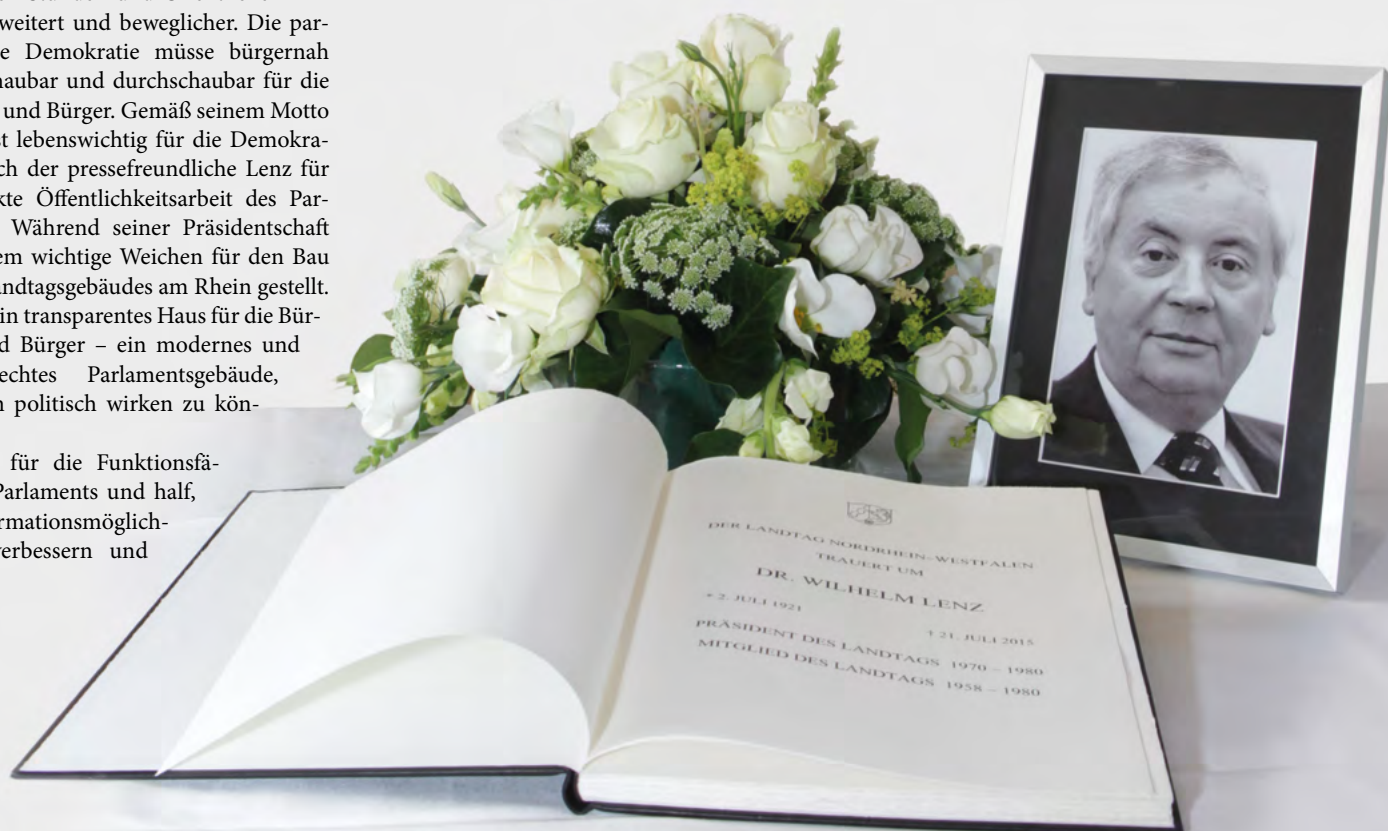 weitert und beweglicher. Die par-
e Demokratie müsse bürgernah
haubar und durchschaubar für die
und Bürger. Gemäß seinem Motto
st lebenswichtig für die Demokra-
ch der pressefreundliche Lenz für
kte Öffentlichkeitsarbeit des Par-
Während seiner Präsidentschaft
em wichtige Weichen für den Bau
andtagsgebäudes am Rhein gestellt.
in transparentes Haus für die Bür-
d Bürger – ein modernes und
echtes Parlamentsgebäude,
n politisch wirken zu kön-
für die Funktionsfä-
Parlaments und half,
rmationsmöglich-
verbessern und
DER LANDTAG NORDRHEIN-WESTFALEN
TRAUERT UM
DR. WILHELM LENZ
* 2. JULI 1921
† 21. JULI 2015
PRÄSIDENT DES LANDTAGS 1970 – 1980
MITGLIED DES LANDTAGS 1958 – 1980